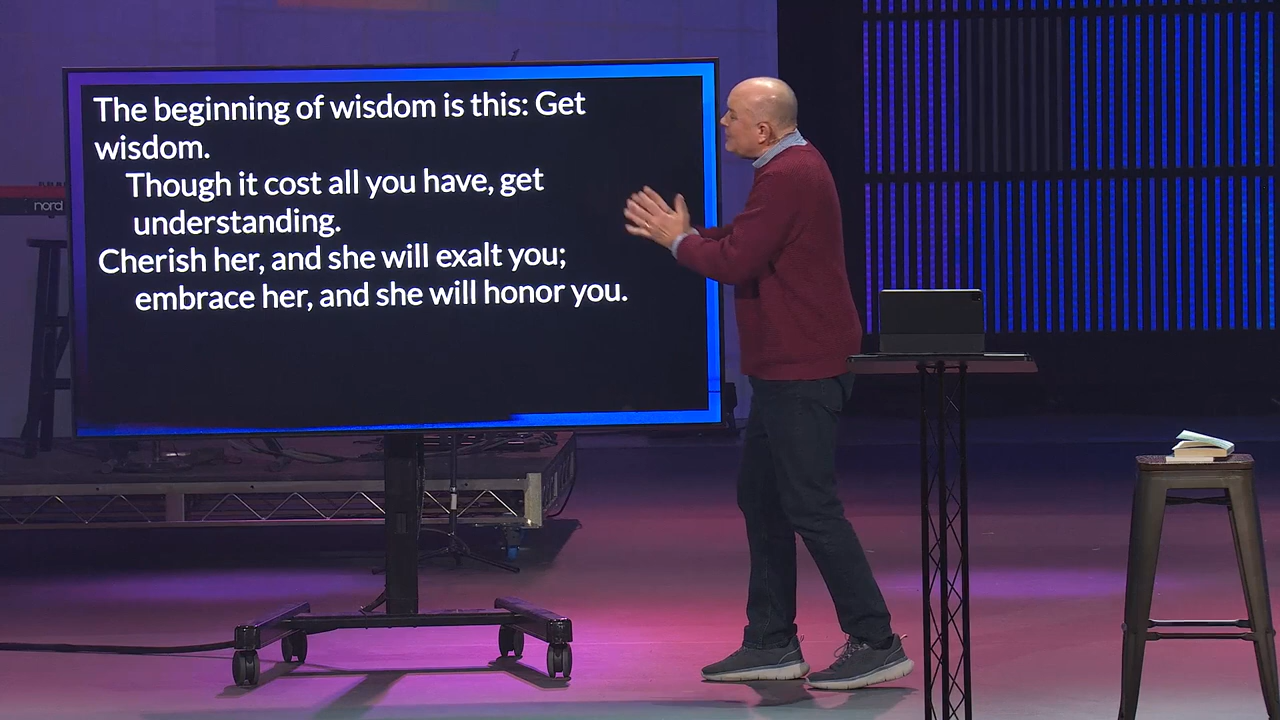 The beginning of wisdom is this: Get
wisdom.
Though it cost all you have, get
understanding.
Cherish her, and she will exalt you;
embrace her, and she will honor you.
nord